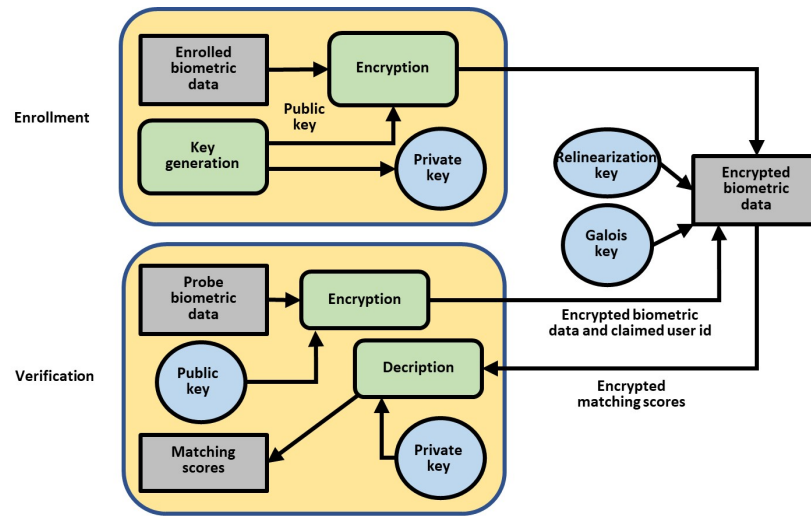 Enrollment
Enrolled
biometric
data
Encryption
Public
key
Key
generation
Private
key
Relinearization
key
Galois
key
Encrypted
biometric
data
Verification
Probe
biometric
data
Encryption
Encrypted biometric
data and claimed user id
Public
key
Decription
Encrypted
matching scores
Matching
scores
Private
key